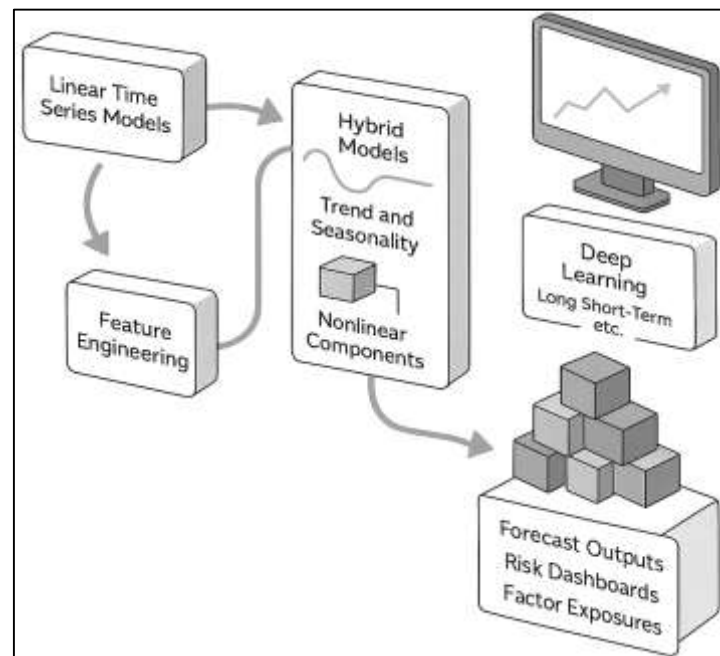 Linear Time
Series Models
Hybrid
Models
Trend and
Seasonality
Nonlinear
Components
Feature
Engineering
Deep
Learning
Long Short-Term
etc.
Forecast Outputs
Risk Dashboards
Factor Exposures